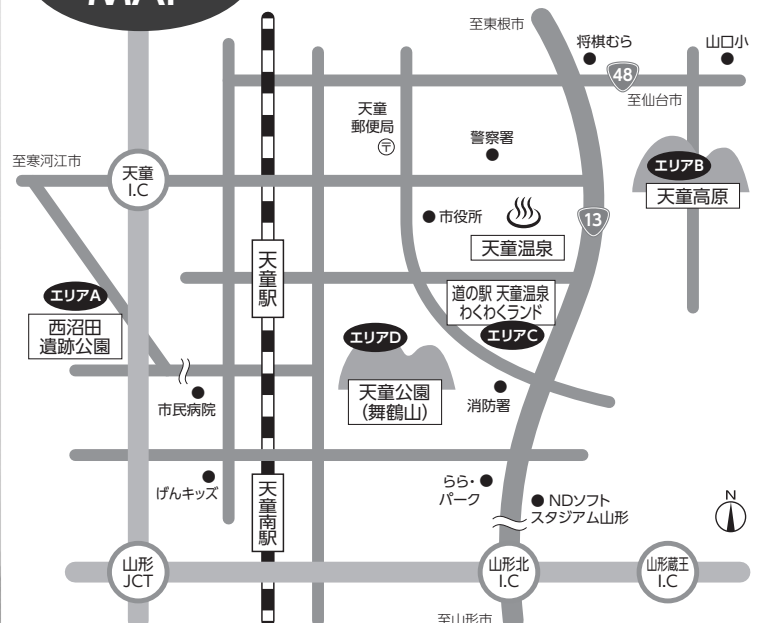 MAP
至東根市
将棋むら
山口小
48
至仙台市
天童
郵便局
〒
警察署
至寒河江市
天童
I.C
エリアB
天童高原
市役所
13
天童温泉
天童駅
道の駅 天童温泉
わくわくランド
エリアC
エリアA
西沼田
遺跡公園
エリアD
天童公園
(舞鶴山)
消防署
市民病院
げんキッズ
天童南駅
らら・
パーク
NDソフト
スタジアム山形
N
山形
JCT
山形北
I.C
山形蔵王
I.C
至山形市